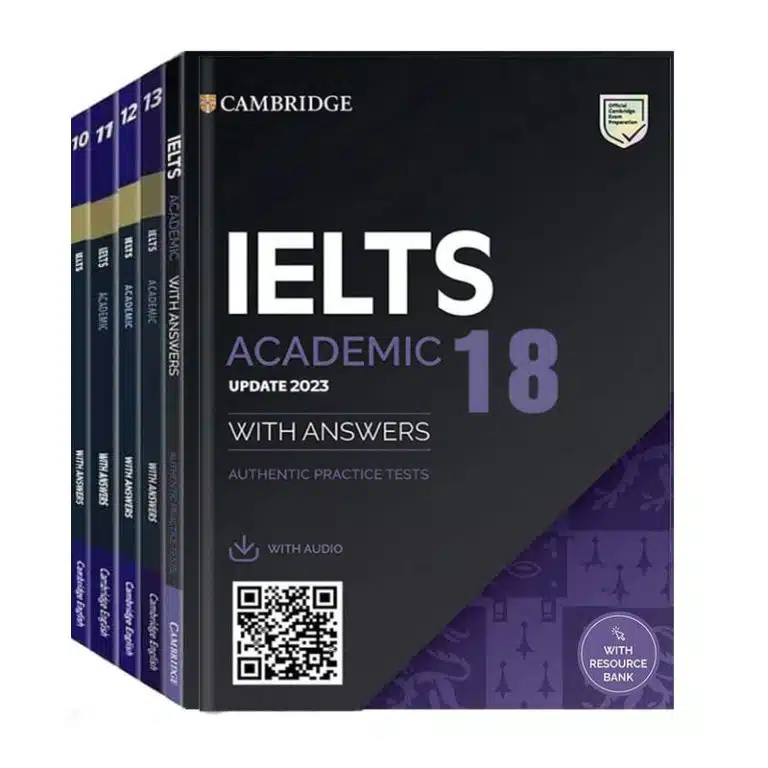 10
IELTS
WITH ANSWERS
Cambridge English
11
IELTS
ACADEMIC
WITH ANSWERS
Cambridge English
12
IELTS
ACADEMIC
WITH ANSWERS
Cambridge English
13
IELTS
ACADEMIC
WITH ANSWERS
Cambridge English
IELTS ACADEMIC WITH ANSWERS
AUTHENTIC PRACTICE TESTS
CAMBRIDGE
CAMBRIDGE
Official
Cambridge
Exam
Preparation
IELTS
ACADEMIC 18
UPDATE 2023
WITH ANSWERS
AUTHENTIC PRACTICE TESTS
WITH AUDIO
WITH
RESOURCE
BANK